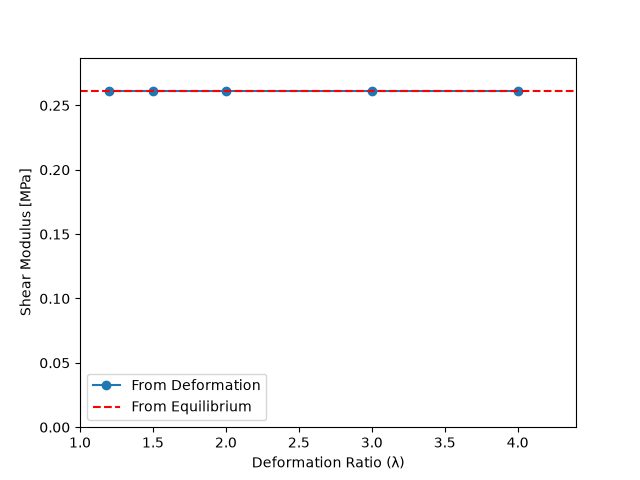 Shear Modulus [MPa]
0.25
0.20
0.15
0.10
0.05
0.00
From Deformation
From Equilibrium
1.0 1.5 2.0 2.5 3.0 3.5 4.0
Deformation Ratio (λ)